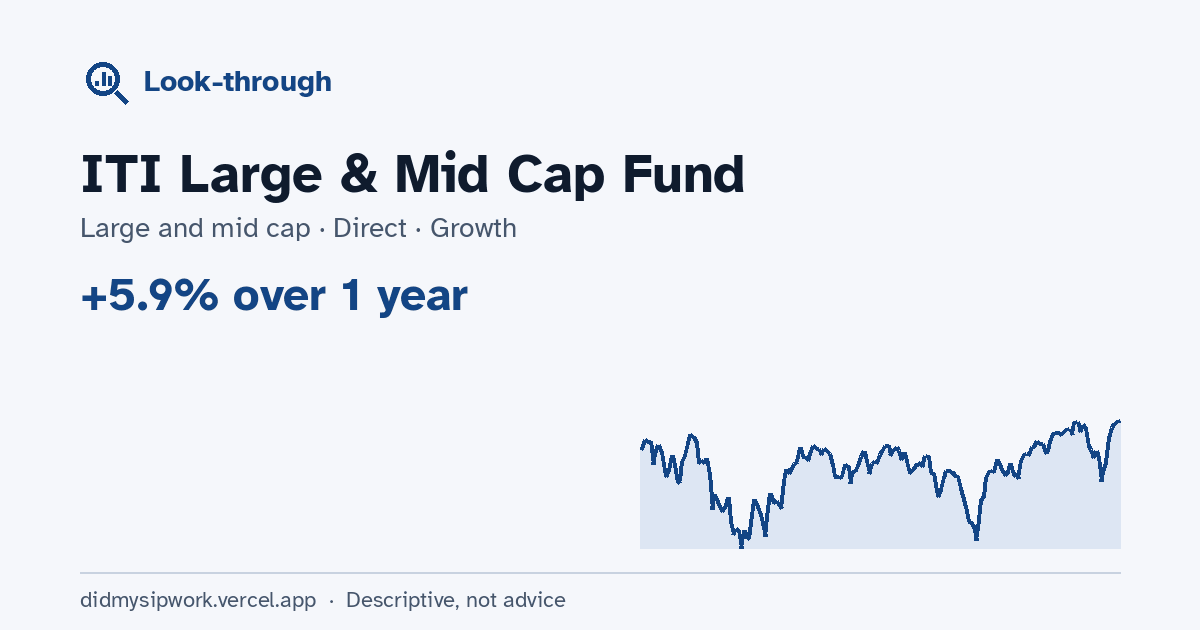 Look-through
ITI Large & Mid Cap Fund
Large and mid cap · Direct · Growth
+5.9% over 1 year
didmysipwork.vercel.app · Descriptive, not advice